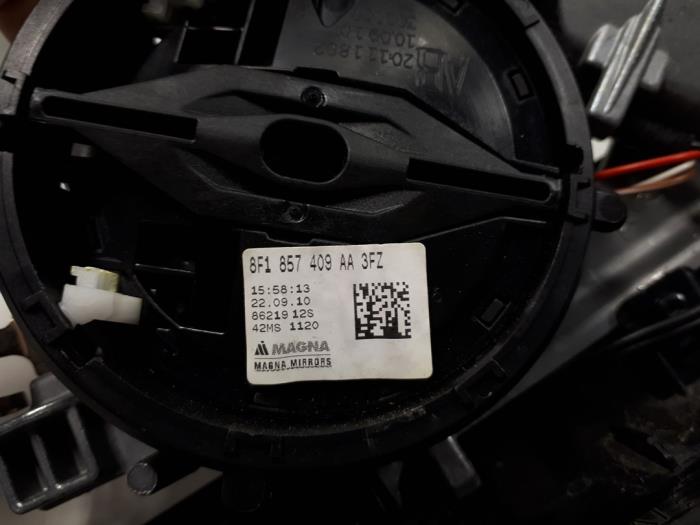 8F1 857 409 AA 3FZ
15:58:13
22.09.10
86219 12S
42MS 1120
MAGNA
MAGNA MIRRORS